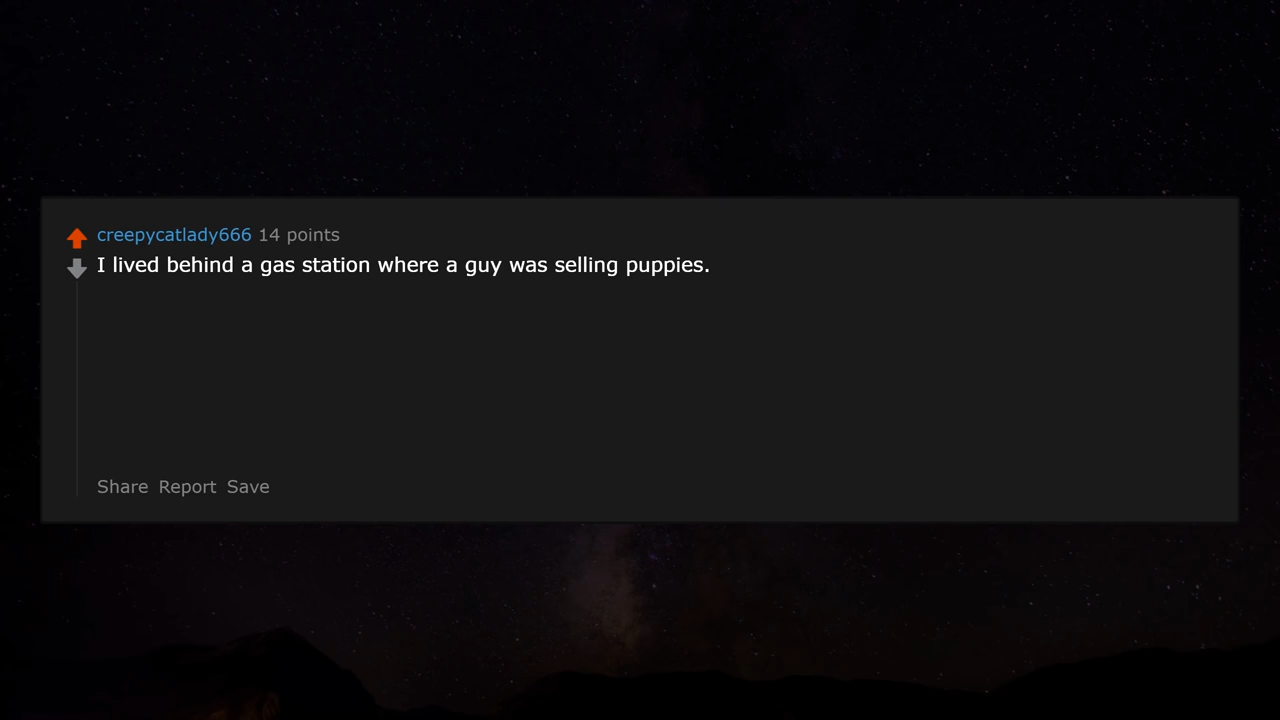 creepycatlady666 14 points
I lived behind a gas station where a guy was selling puppies.
Share Report Save